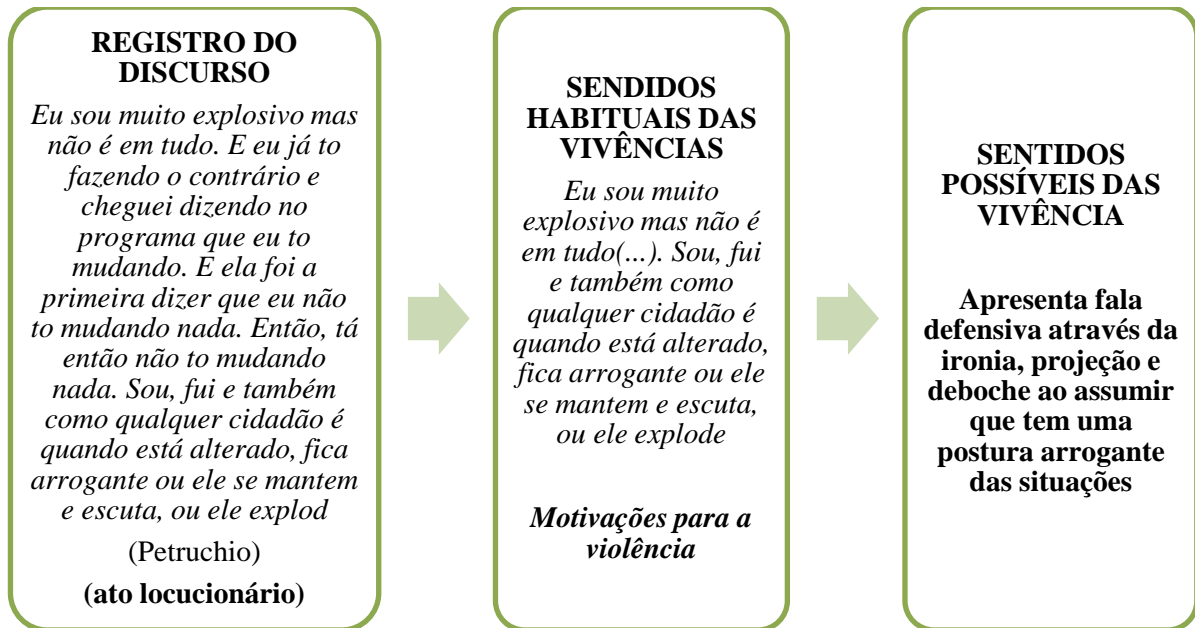 REGISTRO DO
DISCURSO
Eu sou muito explosivo mas
não é em tudo. E eu já to
fazendo o contrário e
cheguei dizendo no
programa que eu to
mudando. E ela foi a
primeira dizer que eu não
to mudando nada. Então, tá
então não to mudando
nada. Sou, fui e também
como qualquer cidadão é
quando está alterado, fica
arrogante ou ele se mantem
e escuta, ou ele explod
(Petruchio)
(ato locucionário)
SENDIDOS
HABITUAIS DAS
VIVÊNCIAS
Eu sou muito
explosivo mas não é
em tudo(...). Sou, fui
e também como
qualquer cidadão é
quando está alterado,
fica arrogante ou ele
se mantem e escuta,
ou ele explode
Motivações para a
violência
SENTIDOS
POSSÍVEIS DAS
VIVÊNCIA
Apresenta fala
defensiva através da
ironia, projeção e
deboche ao assumir
que tem uma
postura arrogante
das situações